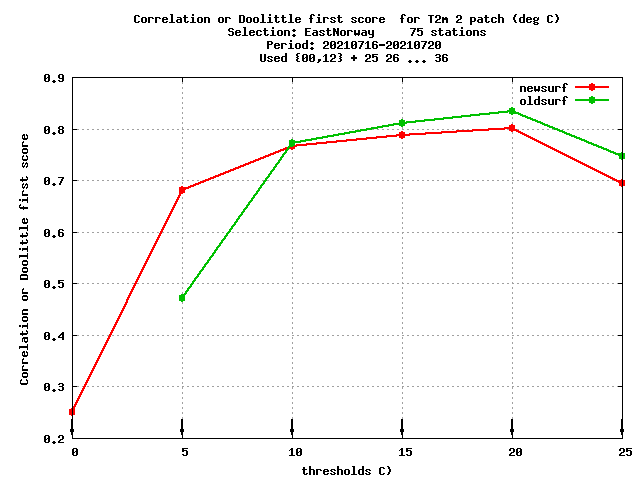 Correlation or Doolittle first score  for T2m 2 patch (deg C)
Selection: EastNorway     75 stations
Period: 20210716-20210720
Used {00,12} + 25 26 ... 36
newsurf
oldsurf
0.9
0.8
0.7
0.6
0.5
0.4
0.3
0.2
Correlation or Doolittle first score
0 5 10 15 20 25
thresholds C)